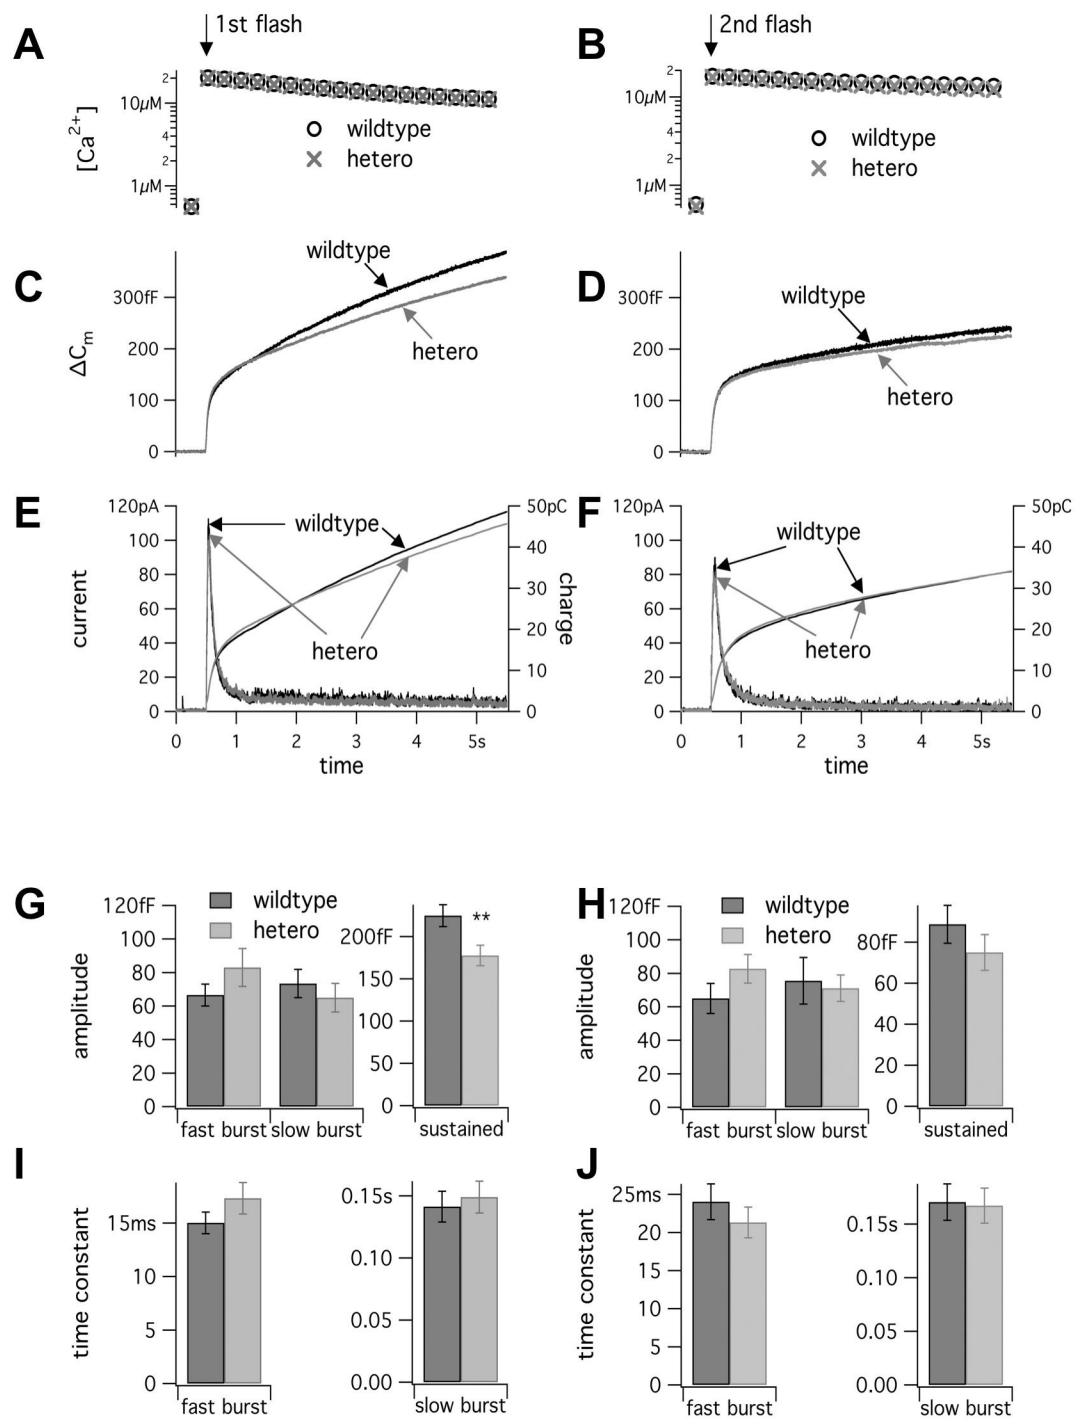 A
1st flash
B
2nd flash
[Ca2+]
2
10µM
4
2
1µM
wildtype
hetero
2
10µM
4
2
1µM
wildtype
hetero
C
ΔCm
300fF
200
100
0
wildtype
hetero
D
300fF
200
100
0
wildtype
hetero
E
current
120pA
100
80
60
40
20
0
50pC
40
30
20
10
0
charge
wildtype
hetero
0 1 2 3 4 5s
time
F
120pA
100
80
60
40
20
0
50pC
40
30
20
10
0
wildtype
hetero
0 1 2 3 4 5s
time
G
wildtype
hetero
amplitude
120fF
100
80
60
40
20
0
fast burst slow burst
200fF
150
100
50
0
**
sustained
H
wildtype
hetero
amplitude
120fF
100
80
60
40
20
0
fast burst slow burst
80fF
60
40
20
0
sustained
I
time constant
15ms
10
5
0
fast burst
0.15s
0.10
0.05
0.00
slow burst
J
time constant
25ms
20
15
10
5
0
fast burst
0.15s
0.10
0.05
0.00
slow burst